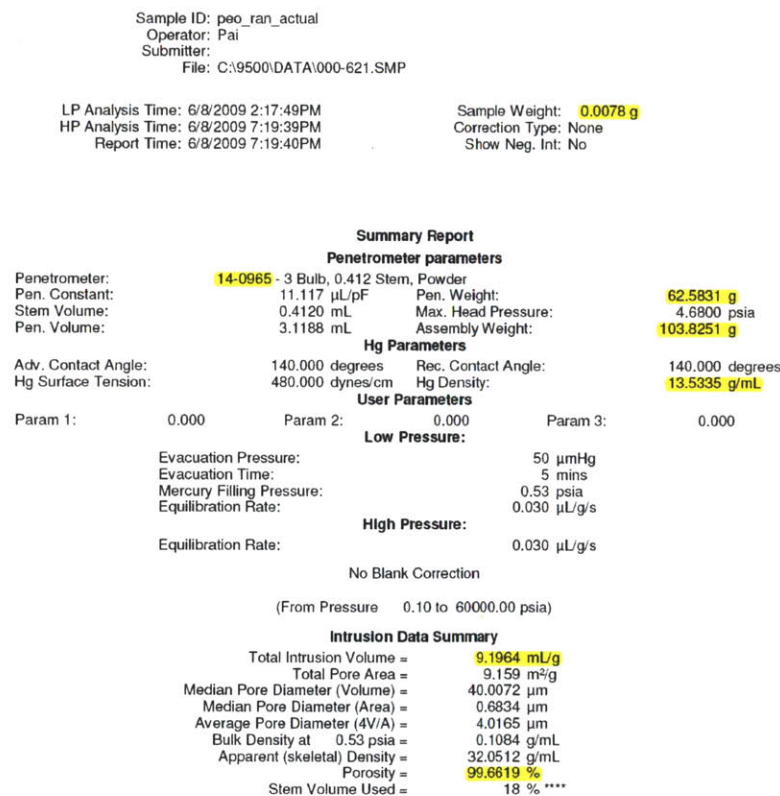 Sample ID: peo_ran_actual
Operator: Pai
Submitter:
File: C:\9500\DATA\000-621.SMP
LP Analysis Time: 6/8/2009 2:17:49PM Sample Weight: 0.0078 g
HP Analysis Time: 6/8/2009 7:19:39PM Correction Type: None
Report Time: 6/8/2009 7:19:40PM Show Neg. Int: No
Summary Report
Penetrometer parameters
Penetrometer: 14-0965 - 3 Bulb, 0.412 Stem, Powder
Pen. Constant: 11.117 µL/pF Pen. Weight: 62.5831 g
Stem Volume: 0.4120 mL Max. Head Pressure: 4.6800 psia
Pen. Volume: 3.1188 mL Assembly Weight: 103.8251 g
Hg Parameters
Adv. Contact Angle: 140.000 degrees Rec. Contact Angle: 140.000 degrees
Hg Surface Tension: 480.000 dynes/cm Hg Density: 13.5335 g/mL
User Parameters
Param 1: 0.000 Param 2: 0.000 Param 3: 0.000
Low Pressure:
Evacuation Pressure: 50 µmHg
Evacuation Time: 5 mins
Mercury Filling Pressure: 0.53 psia
Equilibration Rate: 0.030 µL/g/s
High Pressure:
Equilibration Rate: 0.030 µL/g/s
No Blank Correction
(From Pressure 0.10 to 60000.00 psia)
Intrusion Data Summary
Total Intrusion Volume = 9.1964 mL/g
Total Pore Area = 9.159 m²/g
Median Pore Diameter (Volume) = 40.0072 µm
Median Pore Diameter (Area) = 0.6834 µm
Average Pore Diameter (4V/A) = 4.0165 µm
Bulk Density at 0.53 psia = 0.1084 g/mL
Apparent (skeletal) Density = 32.0512 g/mL
Porosity = 99.6619 %
Stem Volume Used = 18 % ****